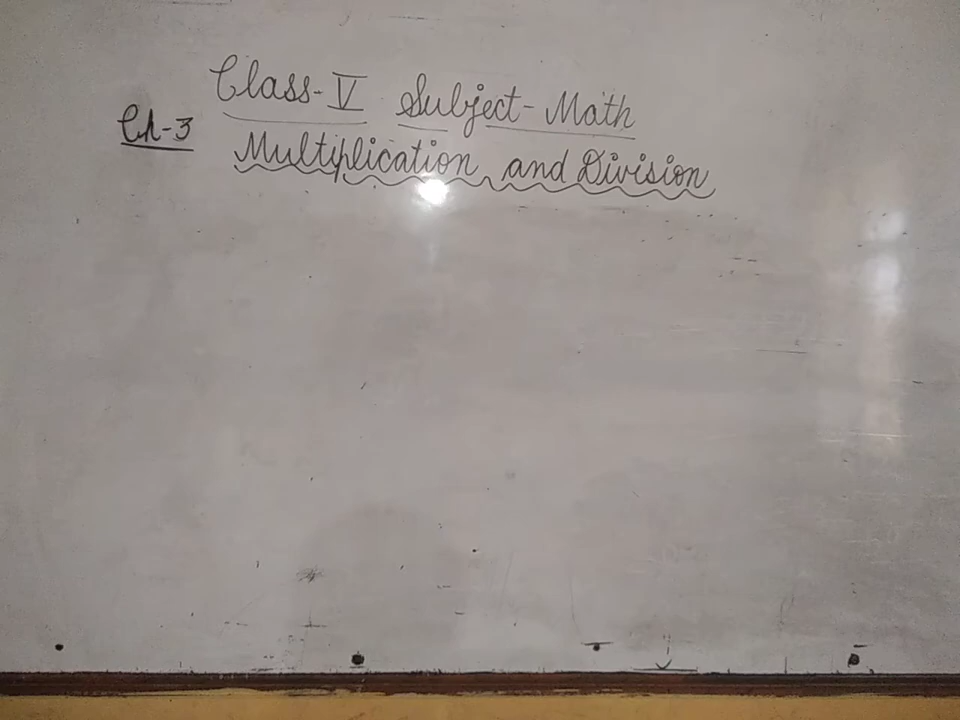 Class-V Subject-Math
Ch-3
Multiplication and Division